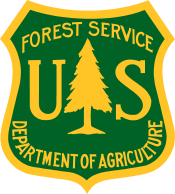 FOREST SERVICE
U S
DEPARTMENT OF AGRICULTURE